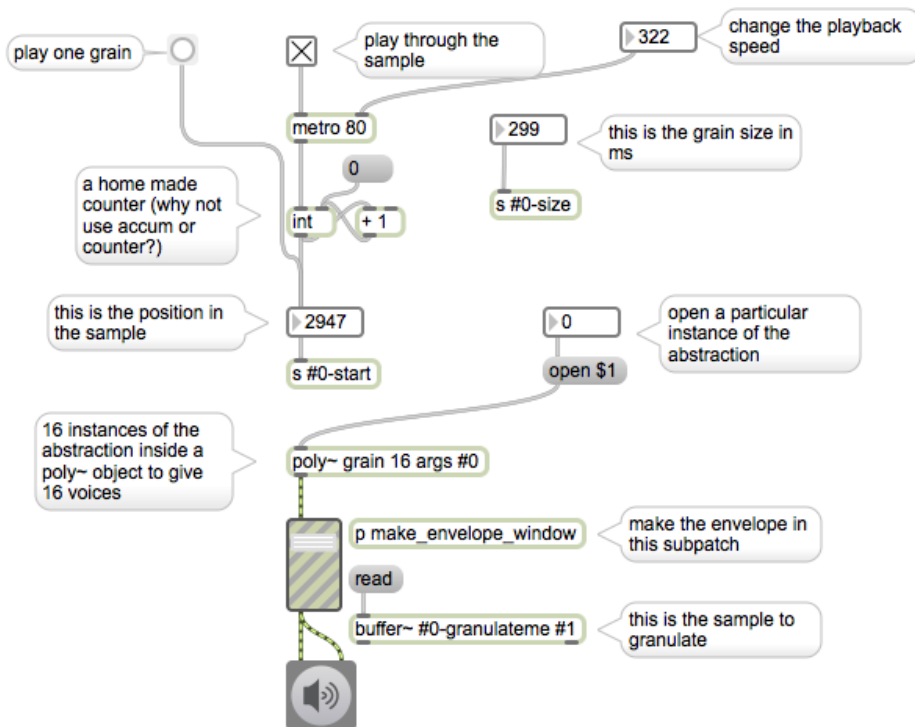 play one grain
play through the
sample
322
change the playback
speed
metro 80
299
this is the grain size in
ms
0
a home made
counter (why not
use accum or
counter?)
int
+ 1
s #0-size
this is the position in
the sample
2947
0
open a particular
instance of the
abstraction
s #0-start
open $1
16 instances of the
abstraction inside a
poly~ object to give
16 voices
poly~ grain 16 args #0
p make_envelope_window
make the envelope in
this subpatch
read
buffer~ #0-granulateme #1
this is the sample to
granulate